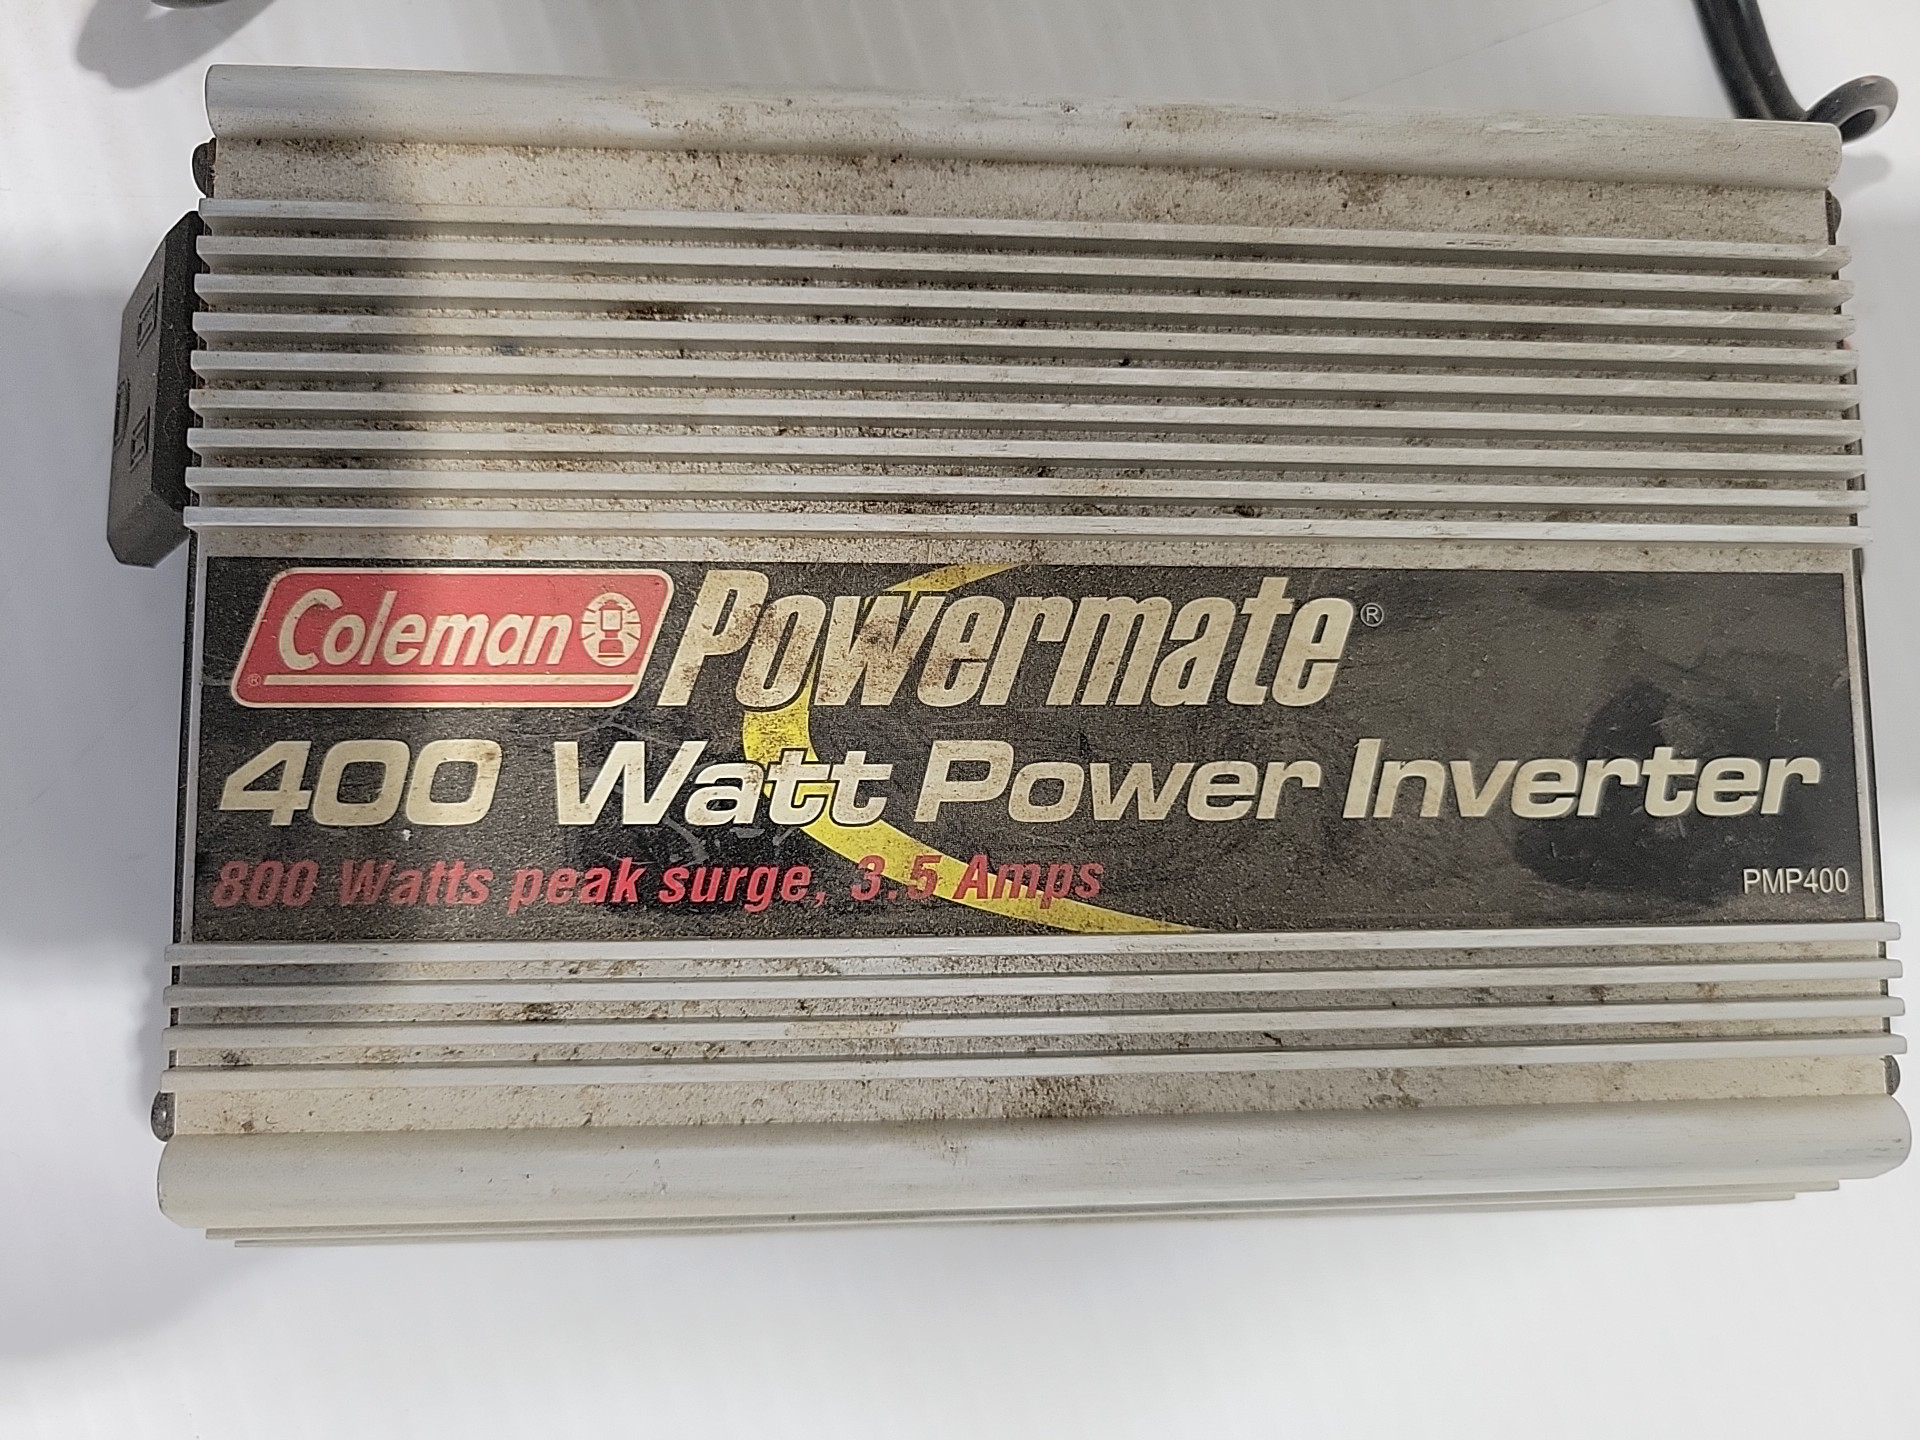 Coleman ® Powermate®
400 Watt Power Inverter
800 Watts peak surge, 3.5 Amps
PMP400